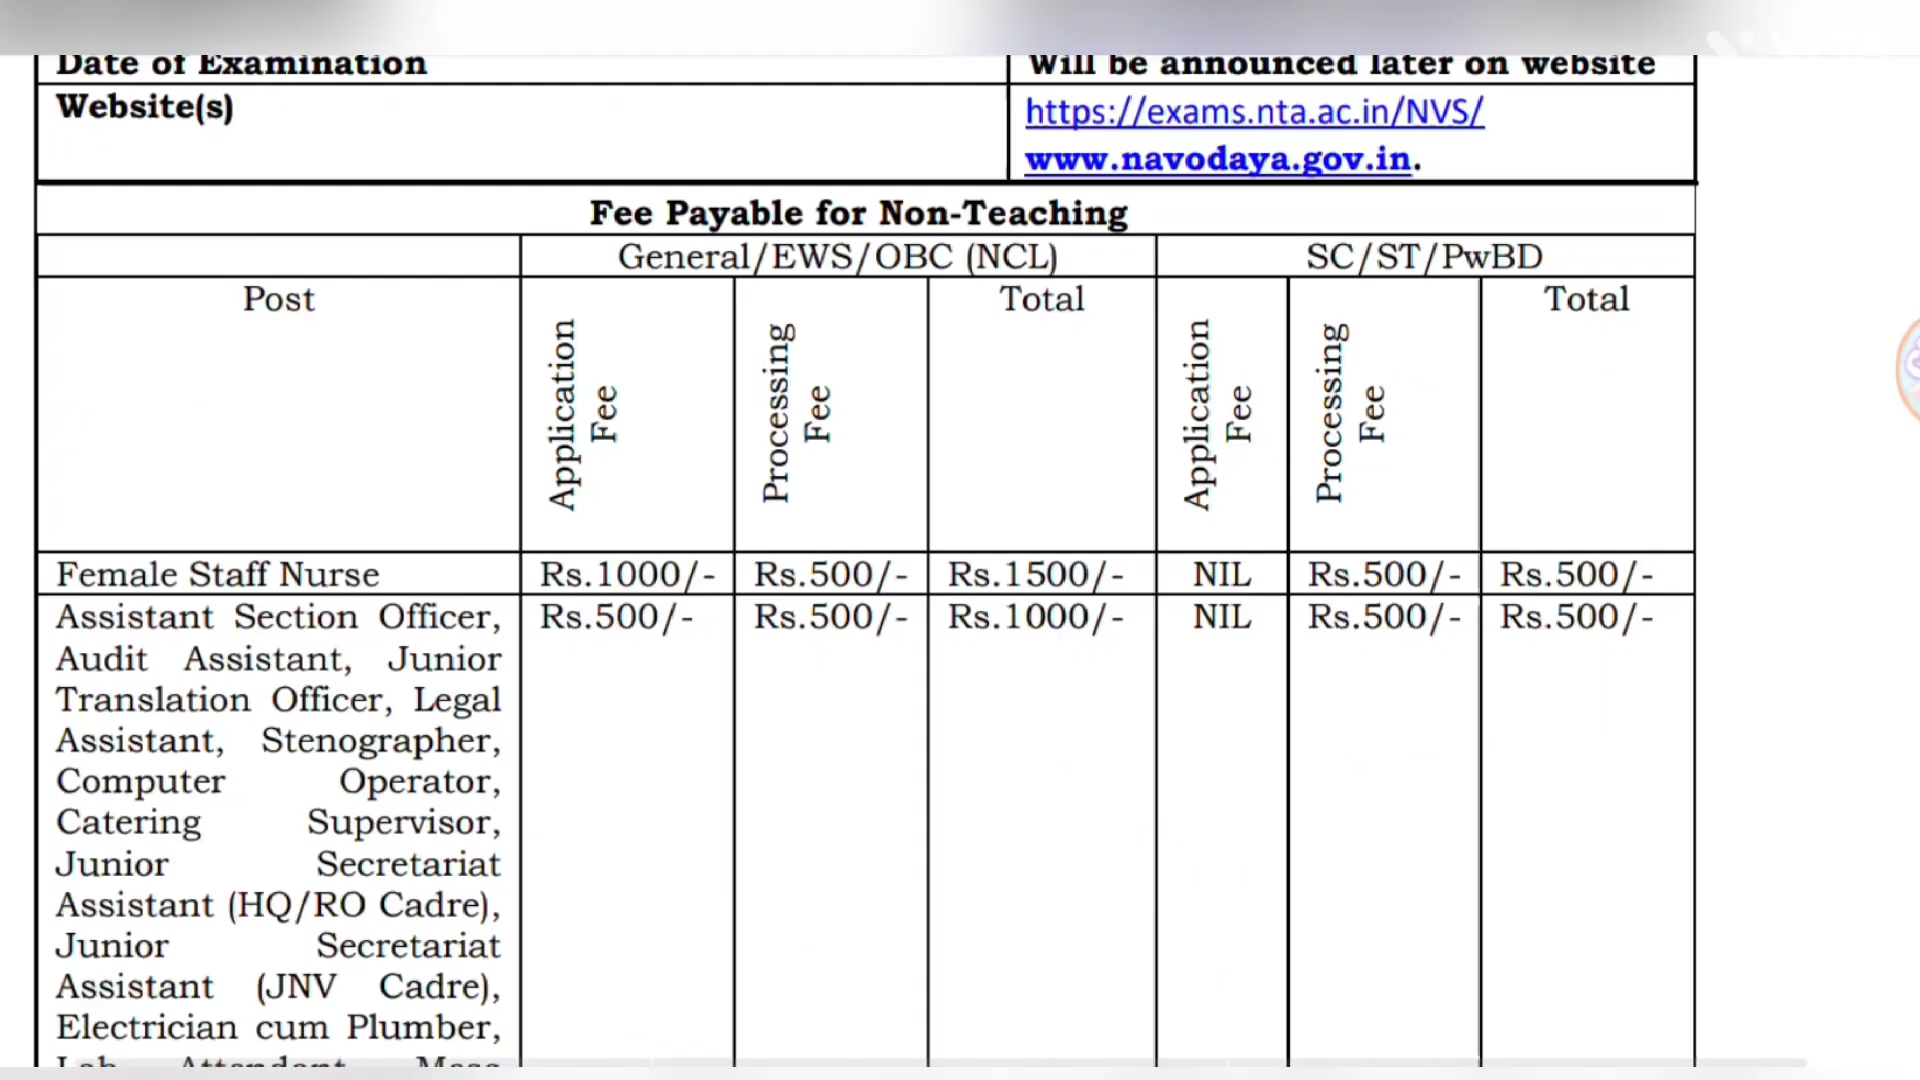 Date of Examination
Will be announced later on website
Website(s)
https://exams.nta.ac.in/NVS/
www.navodaya.gov.in.
Fee Payable for Non-Teaching
General/EWS/OBC (NCL)
SC/ST/PwBD
Post
Application
Fee
Processing
Fee
Total
Application
Fee
Processing
Fee
Total
Female Staff Nurse
Rs.1000/-
Rs.500/-
Rs.1500/-
NIL
Rs.500/-
Rs.500/-
Assistant Section Officer,
Audit Assistant, Junior
Translation Officer, Legal
Assistant, Stenographer,
Computer Operator,
Catering Supervisor,
Junior Secretariat
Assistant (HQ/RO Cadre),
Junior Secretariat
Assistant (JNV Cadre),
Electrician cum Plumber,
Lab Attendant, Mess
Rs.500/-
Rs.500/-
Rs.1000/-
NIL
Rs.500/-
Rs.500/-